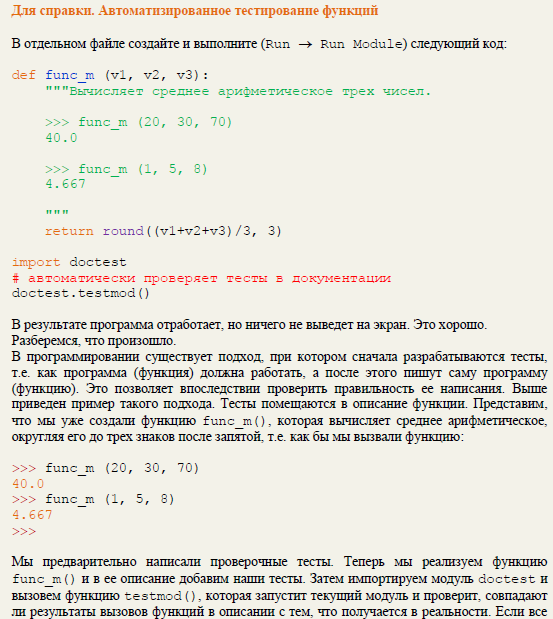 Для справки. Автоматизированное тестирование функций
В отдельном файле создайте и выполните (Run → Run Module) следующий код:
def func_m (v1, v2, v3):
    """Вычисляет среднее арифметическое трех чисел.
    >>> func_m (20, 30, 70)
    40.0
    >>> func_m (1, 5, 8)
    4.667
    """
    return round((v1+v2+v3)/3, 3)
import doctest
# автоматически проверяет тесты в документации
doctest.testmod()
В результате программа отработает, но ничего не выведет на экран. Это хорошо.
Разберемся, что произошло.
В программировании существует подход, при котором сначала разрабатываются тесты,
т.е. как программа (функция) должна работать, а после этого пишут саму программу
(функцию). Это позволяет впоследствии проверить правильность ее написания. Выше
приведен пример такого подхода. Тесты помещаются в описание функции. Представим,
что мы уже создали функцию func_m(), которая вычисляет среднее арифметическое,
округляя его до трех знаков после запятой, т.е. как бы мы вызвали функцию:
>>> func_m (20, 30, 70)
40.0
>>> func_m (1, 5, 8)
4.667
>>>
Мы предварительно написали проверочные тесты. Теперь мы реализуем функцию
func_m() и в ее описание добавим наши тесты. Затем импортируем модуль doctest и
вызовем функцию testmod(), которая запустит текущий модуль и проверит, совпадают
ли результаты вызовов функций в описании с тем, что получается в реальности. Если все